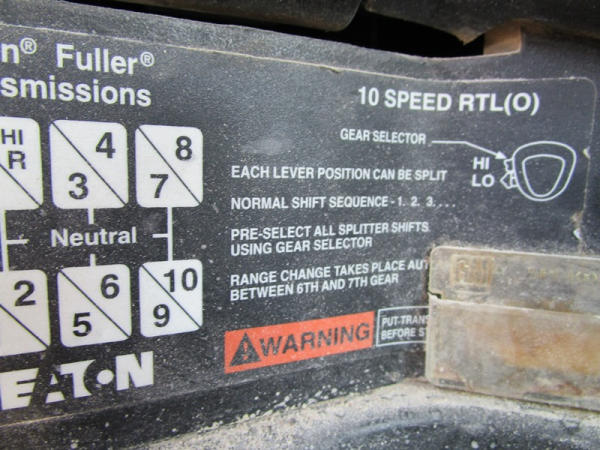 n® Fuller®
smissions
10 SPEED RTL(O)
GEAR SELECTOR
HI
LO
EACH LEVER POSITION CAN BE SPLIT
NORMAL SHIFT SEQUENCE - 1. 2. 3. . . .
PRE-SELECT ALL SPLITTER SHIFTS
USING GEAR SELECTOR
RANGE CHANGE TAKES PLACE AUT
BETWEEN 6TH AND 7TH GEAR
WARNING
PUT TRANS
BEFORE ST
HI
R
4
3
8
7
Neutral
2
6
5
10
9
EATON